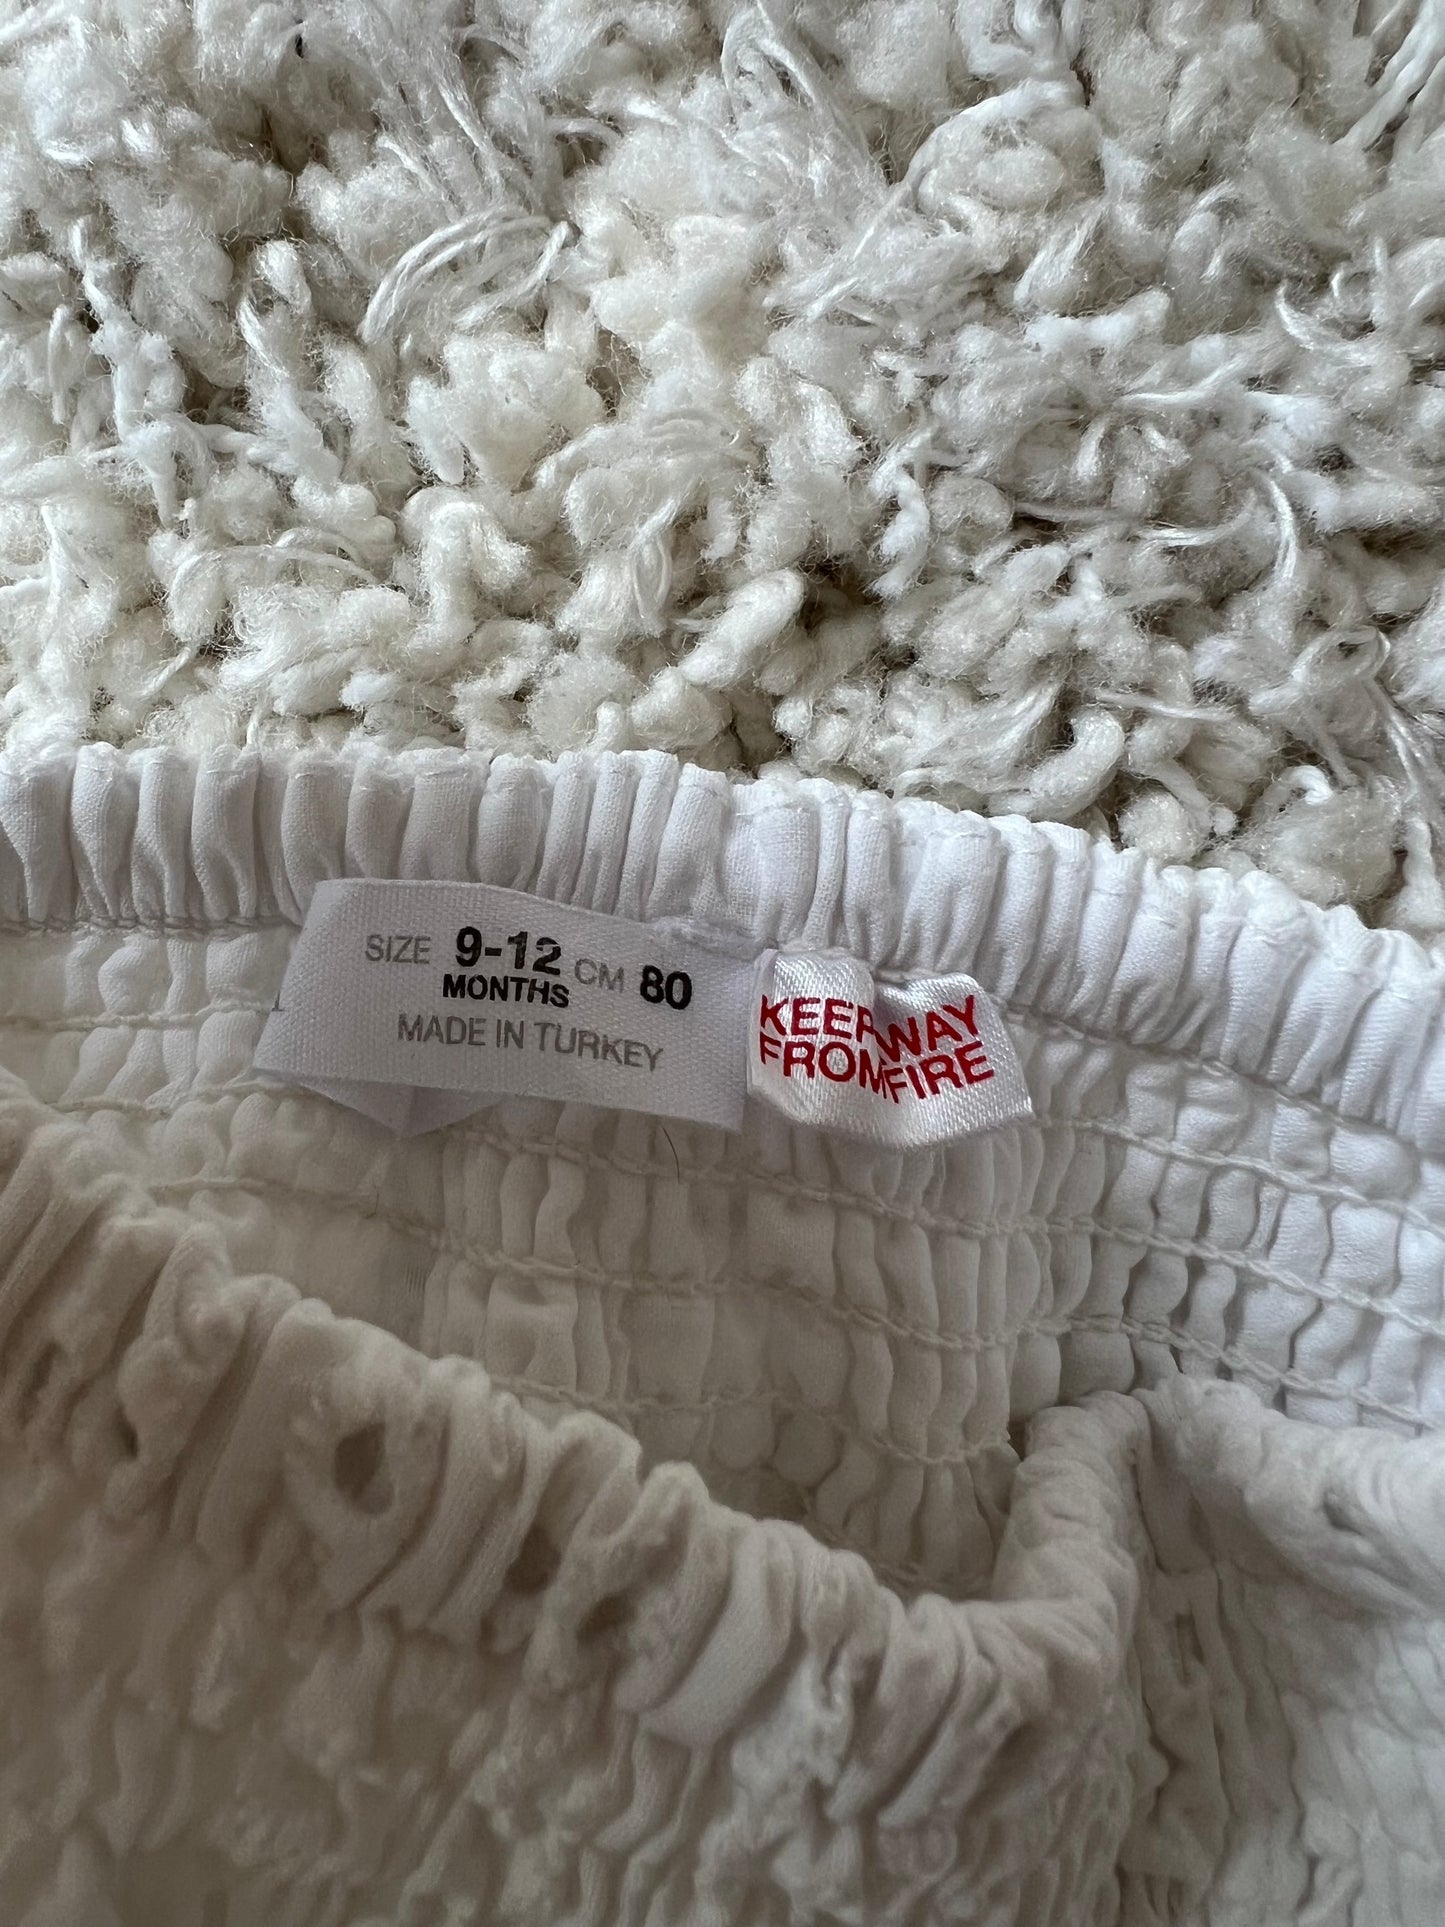 SIZE 9-12 CM 80
MONTHS
MADE IN TURKEY
KEEP AWAY
FROM FIRE